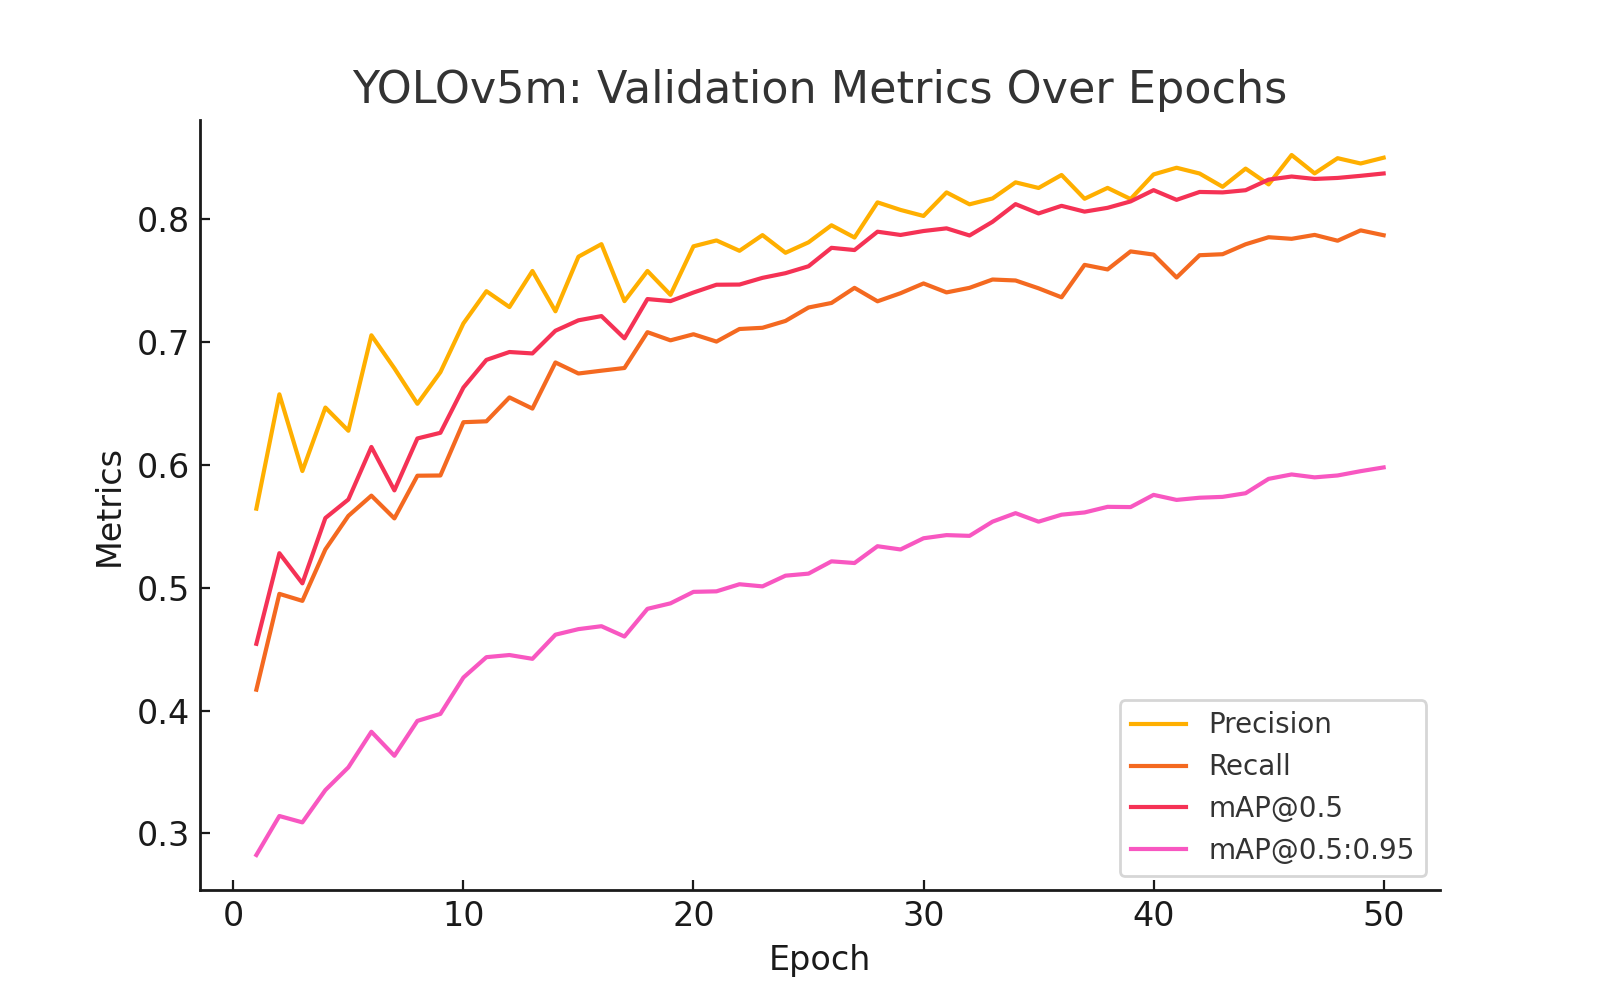 YOLOv5m: Validation Metrics Over Epochs
Metrics
0.8
0.7
0.6
0.5
0.4
0.3
0 10 20 30 40 50
Epoch
Precision
Recall
mAP@0.5
mAP@0.5:0.95